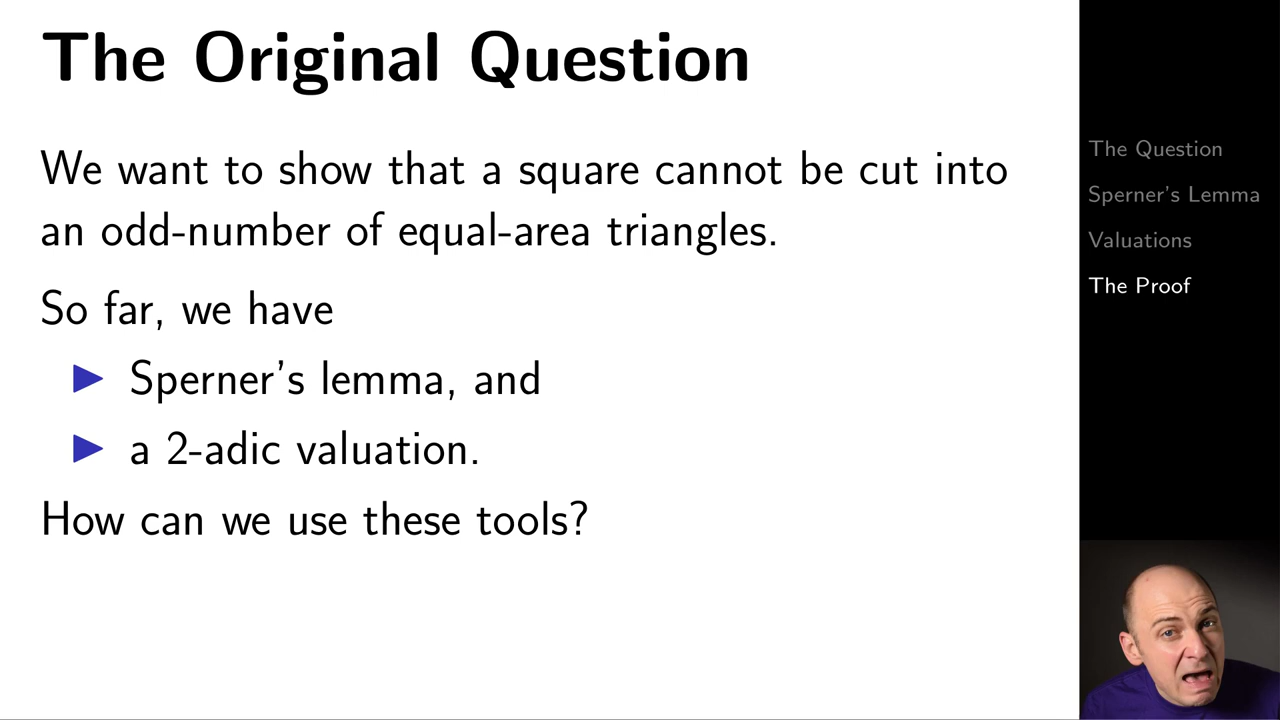 The Original Question
We want to show that a square cannot be cut into
an odd-number of equal-area triangles.
So far, we have
Sperner's lemma, and
a 2-adic valuation.
How can we use these tools?
The Question
Sperner's Lemma
Valuations
The Proof